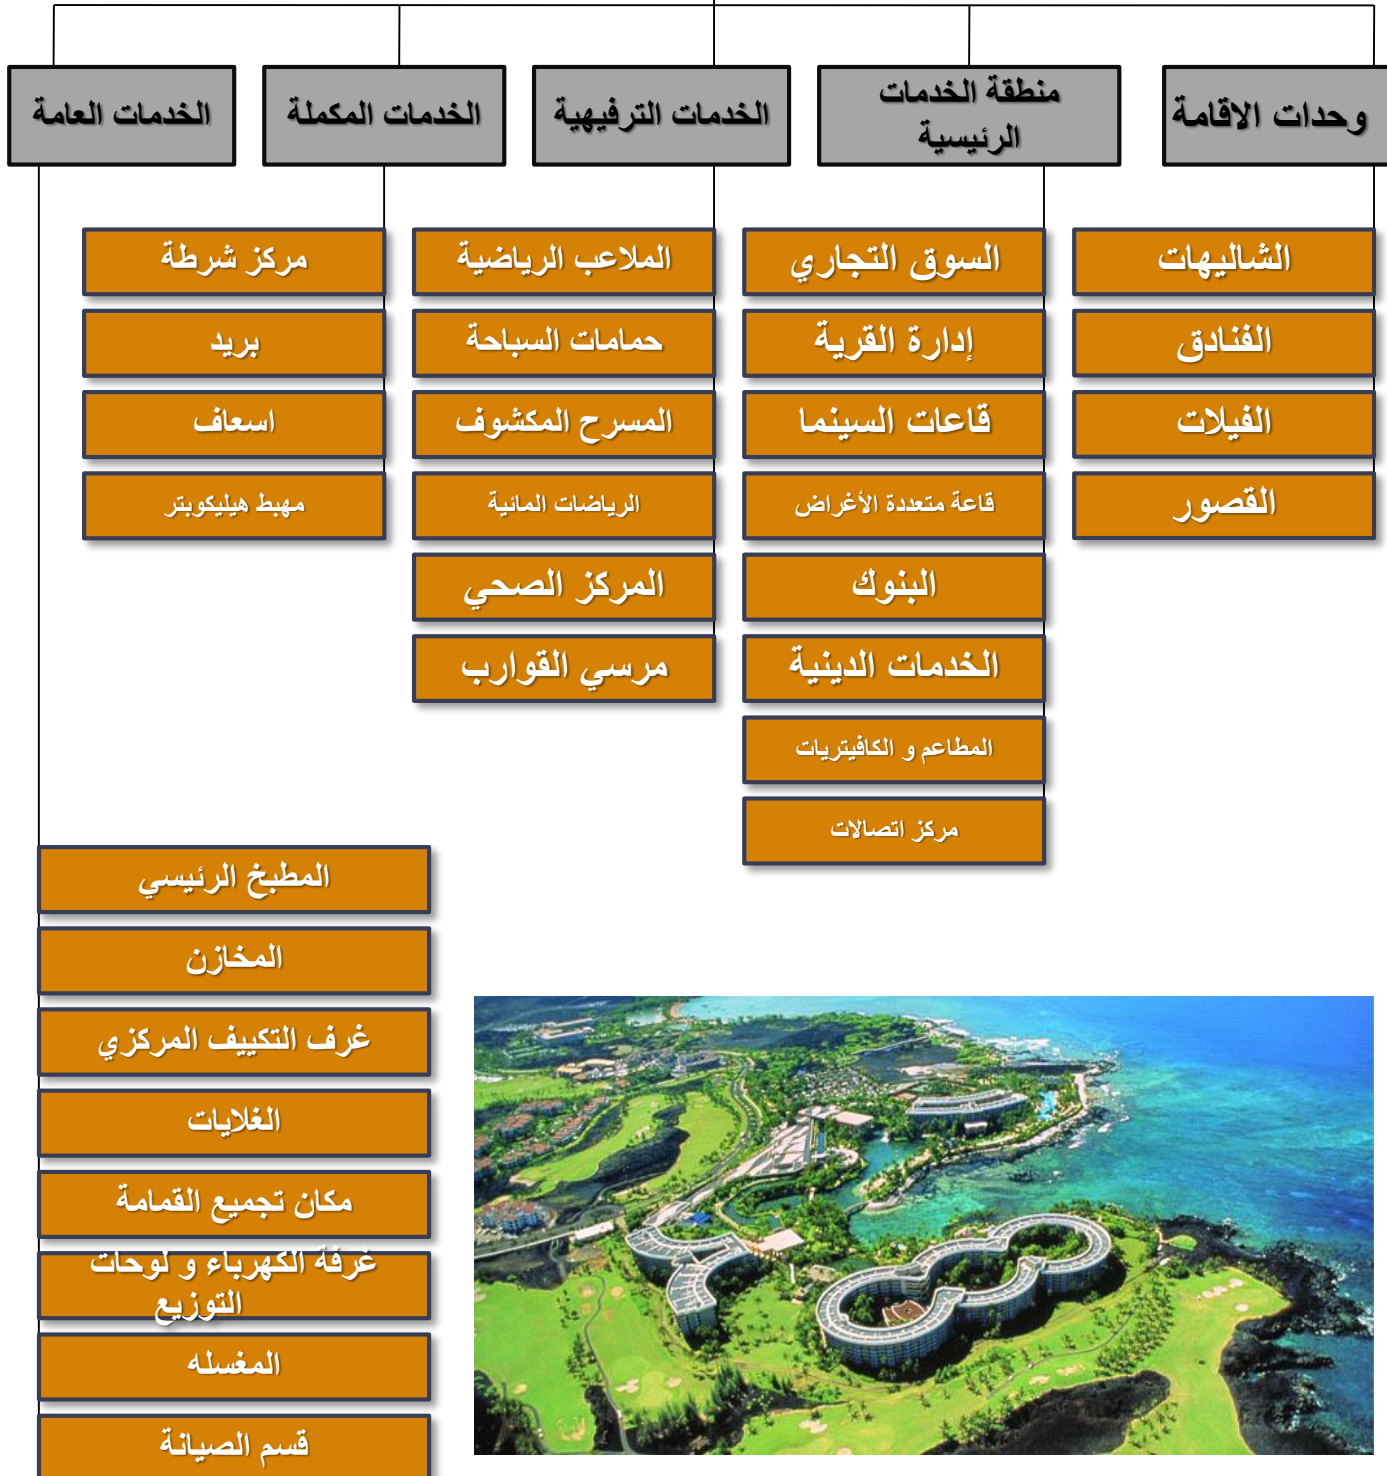 وحدات الاقامة
منطقة الخدمات
الرئيسية
الخدمات الترفيهية
الخدمات المكملة
الخدمات العامة
الشاليهات
الفنادق
الفيلات
القصور
السوق التجاري
إدارة القرية
قاعات السينما
قاعة متعددة الأغراض
البنوك
الخدمات الدينية
المطاعم و الكافيتريات
مركز اتصالات
الملاعب الرياضية
حمامات السباحة
المسرح المكشوف
الرياضات المائية
المركز الصحي
مرسي القوارب
مركز شرطة
بريد
اسعاف
مهبط هيليكوبتر
المطبخ الرئيسي
المخازن
غرف التكييف المركزي
الغلايات
مكان تجميع القمامة
غرفة الكهرباء و لوحات
التوزيع
المغسله
قسم الصيانة